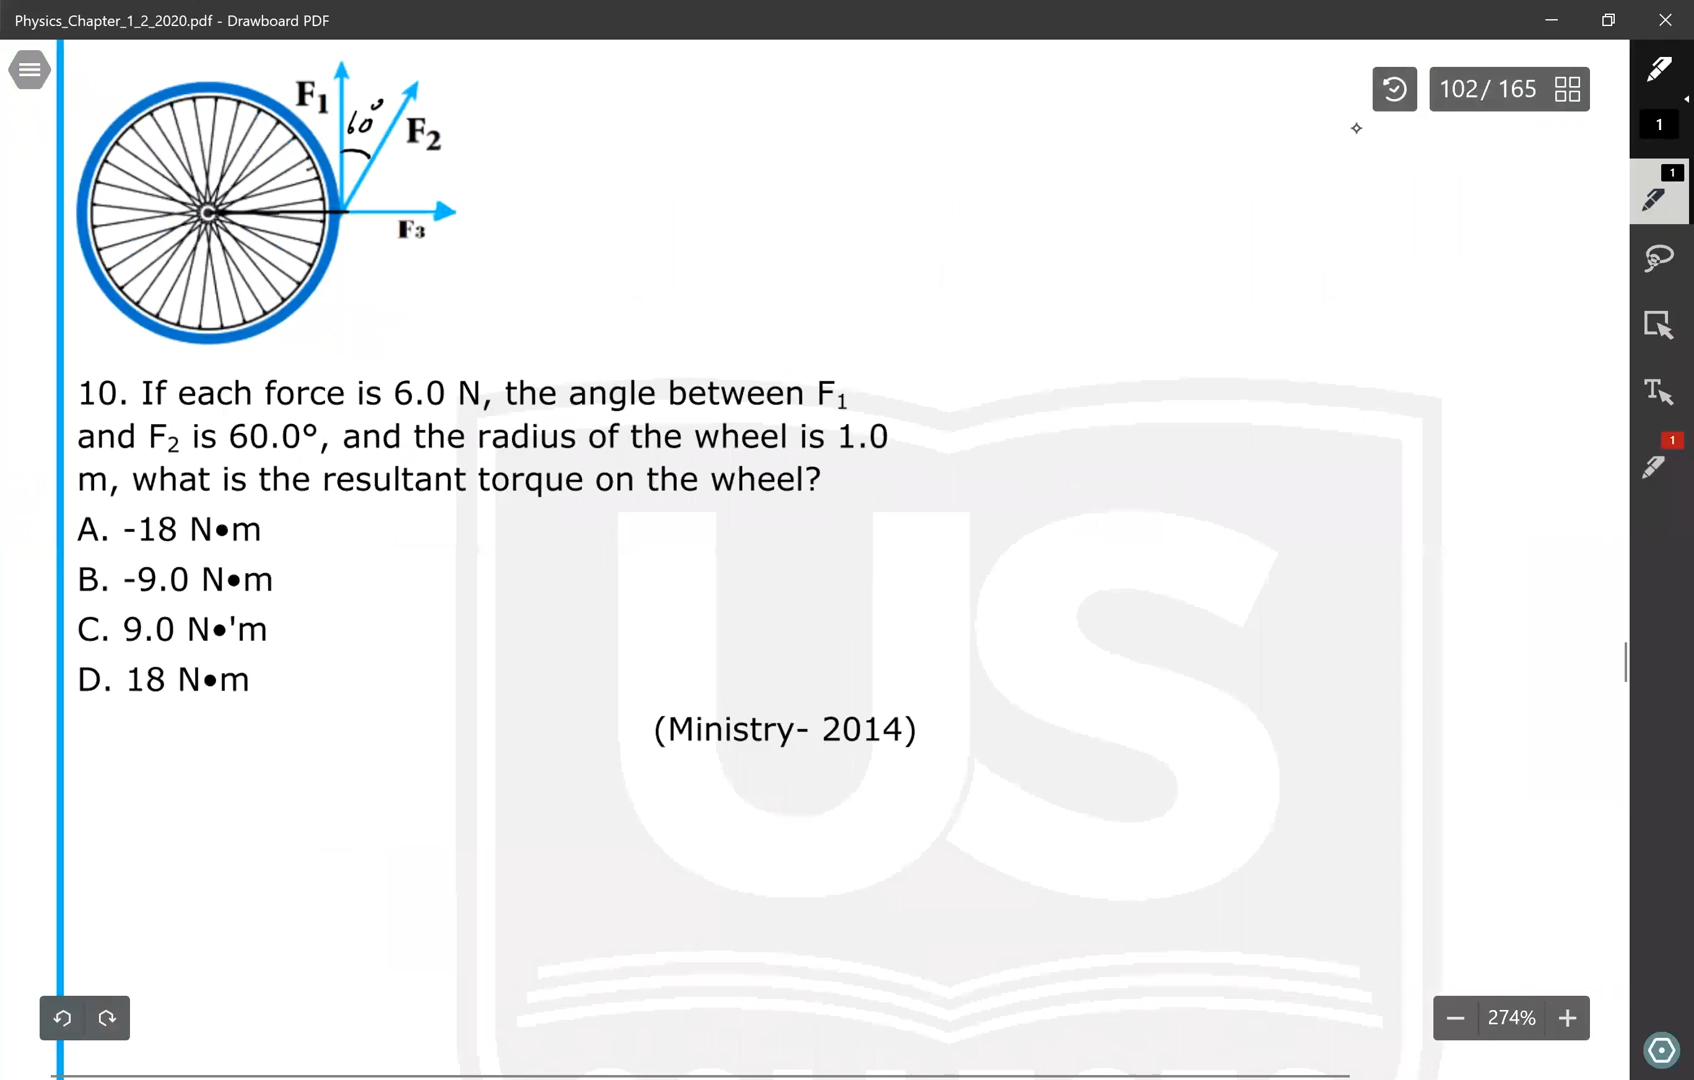 Physics_Chapter_1_2_2020.pdf - Drawboard PDF
102 / 165
1
1
1
F1
60°
F2
F3
10. If each force is 6.0 N, the angle between F₁
and F₂ is 60.0°, and the radius of the wheel is 1.0
m, what is the resultant torque on the wheel?
A. -18 N•m
B. -9.0 N•m
C. 9.0 N•'m
D. 18 N•m
(Ministry- 2014)
US
274%